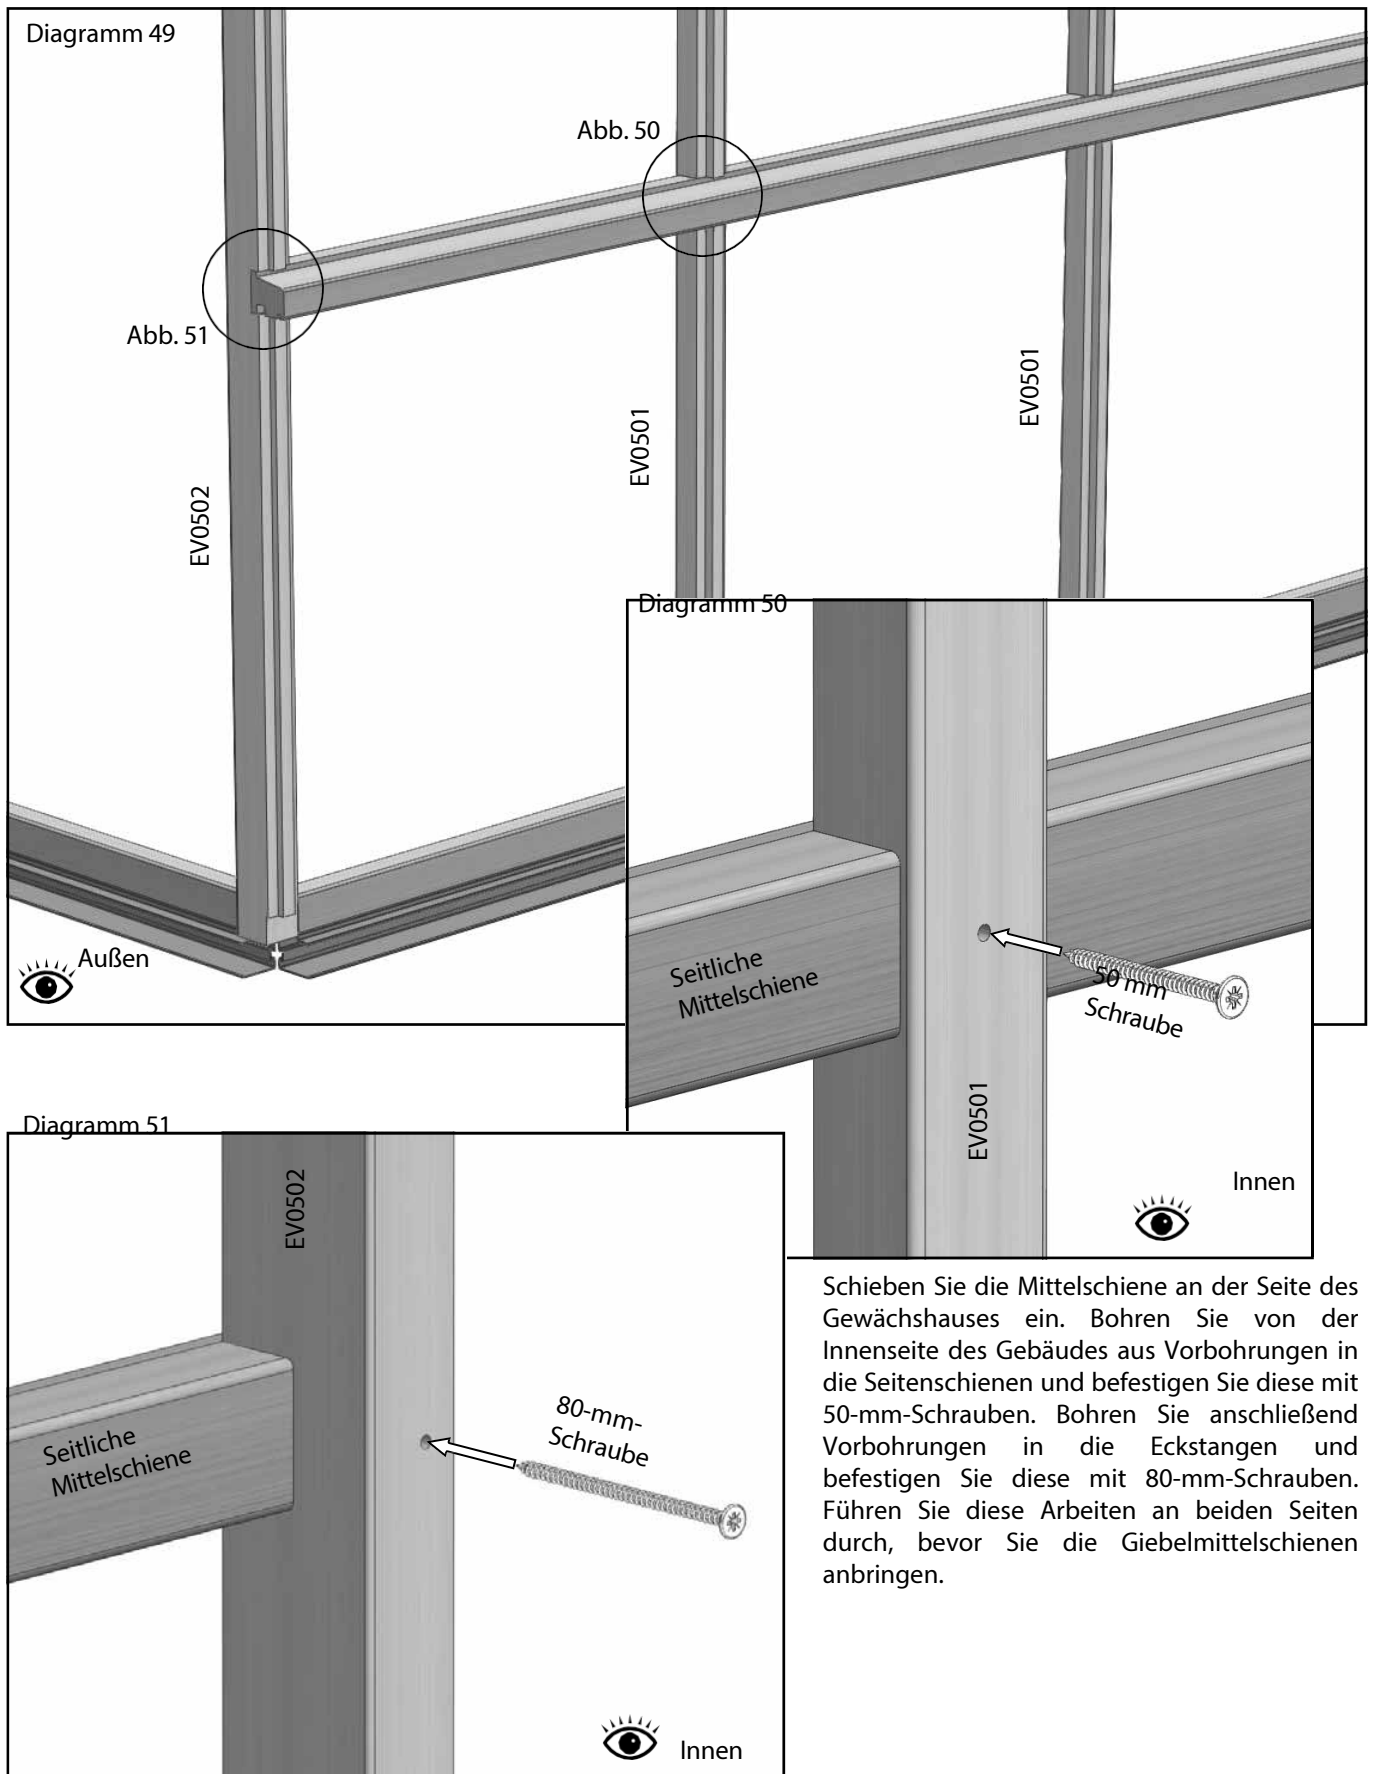 Diagramm 49
Abb. 50
Abb. 51
EV0502
EV0501
EV0501
Außen
Diagramm 50
Seitliche
Mittelschiene
50 mm
Schraube
EV0501
Innen
Diagramm 51
EV0502
Seitliche
Mittelschiene
80-mm-
Schraube
Innen
Schieben Sie die Mittelschiene an der Seite des
Gewächshauses ein. Bohren Sie von der
Innenseite des Gebäudes aus Vorbohrungen in
die Seitenschienen und befestigen Sie diese mit
50-mm-Schrauben. Bohren Sie anschließend
Vorbohrungen in die Eckstangen und
befestigen Sie diese mit 80-mm-Schrauben.
Führen Sie diese Arbeiten an beiden Seiten
durch, bevor Sie die Giebelmittelschienen
anbringen.